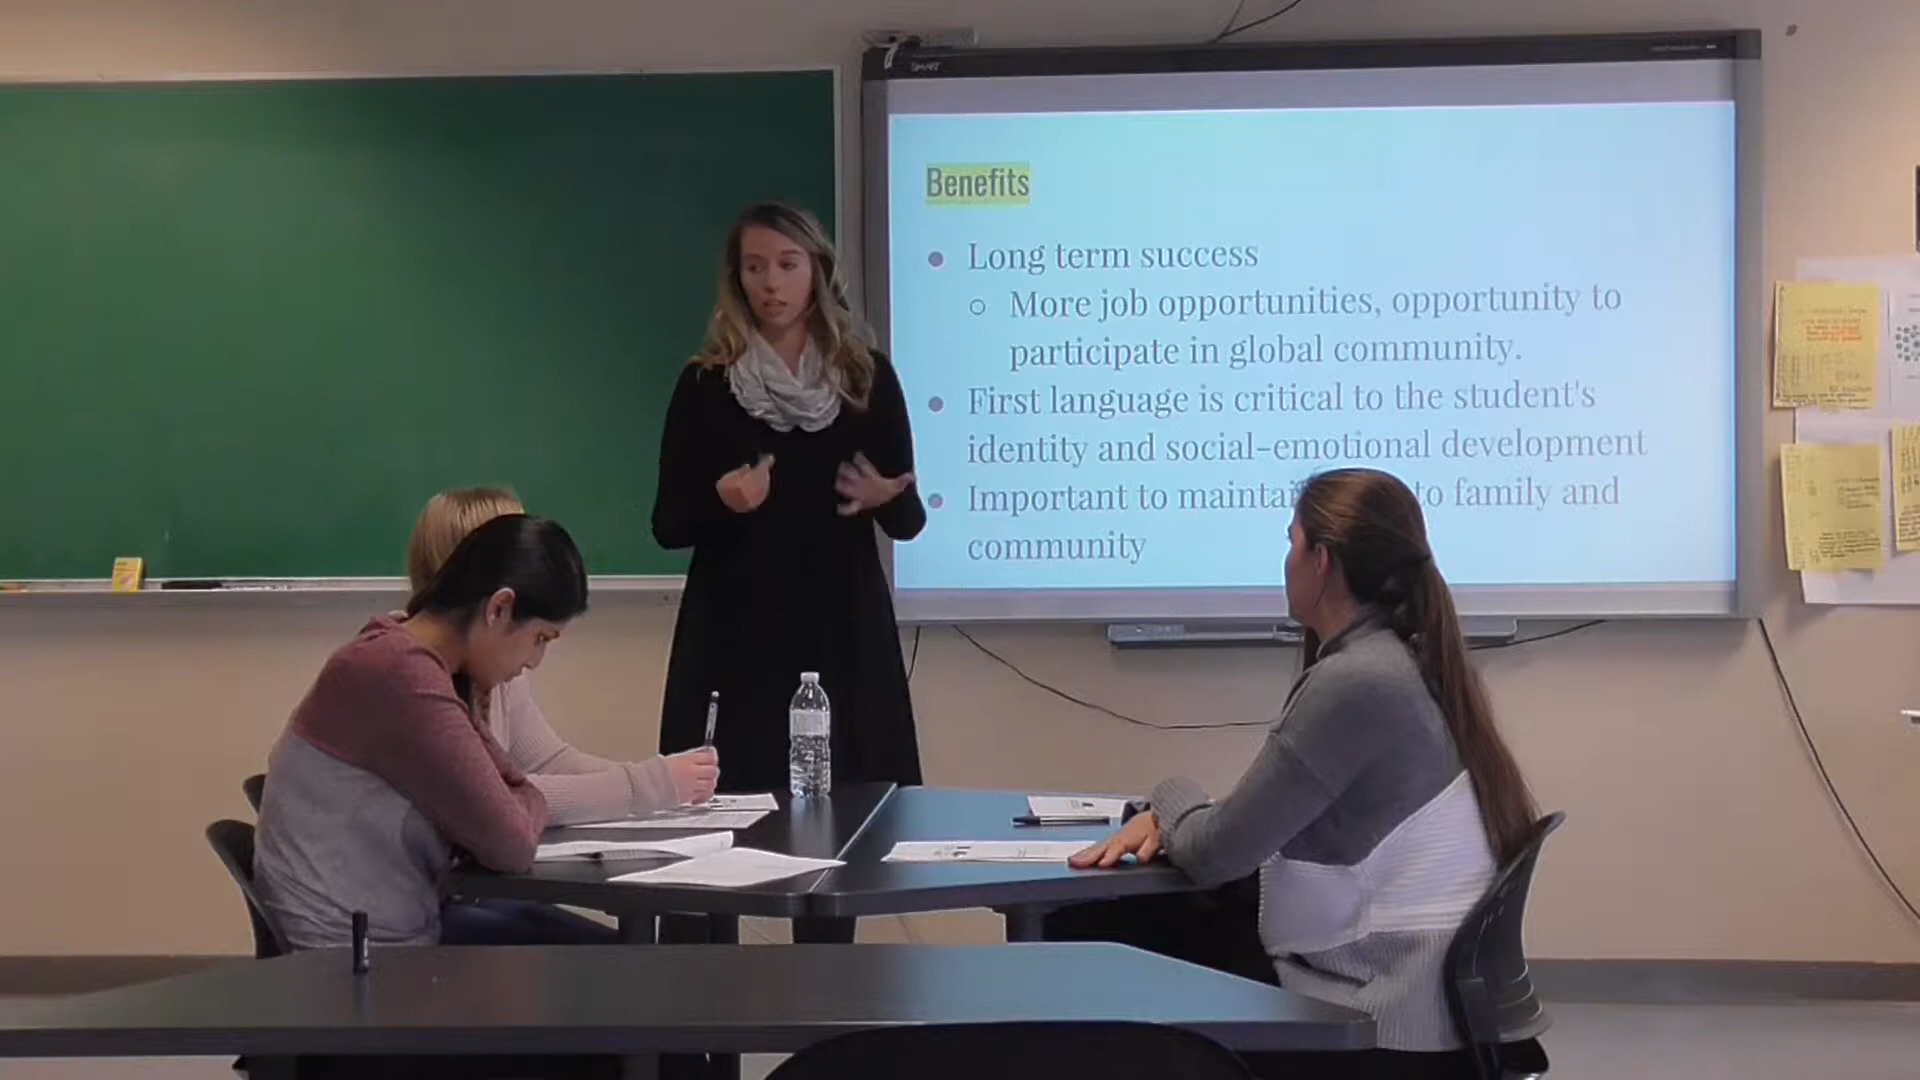 SMART
Benefits
Long term success
More job opportunities, opportunity to
participate in global community.
First language is critical to the student's
identity and social-emotional development
Important to to family and
community